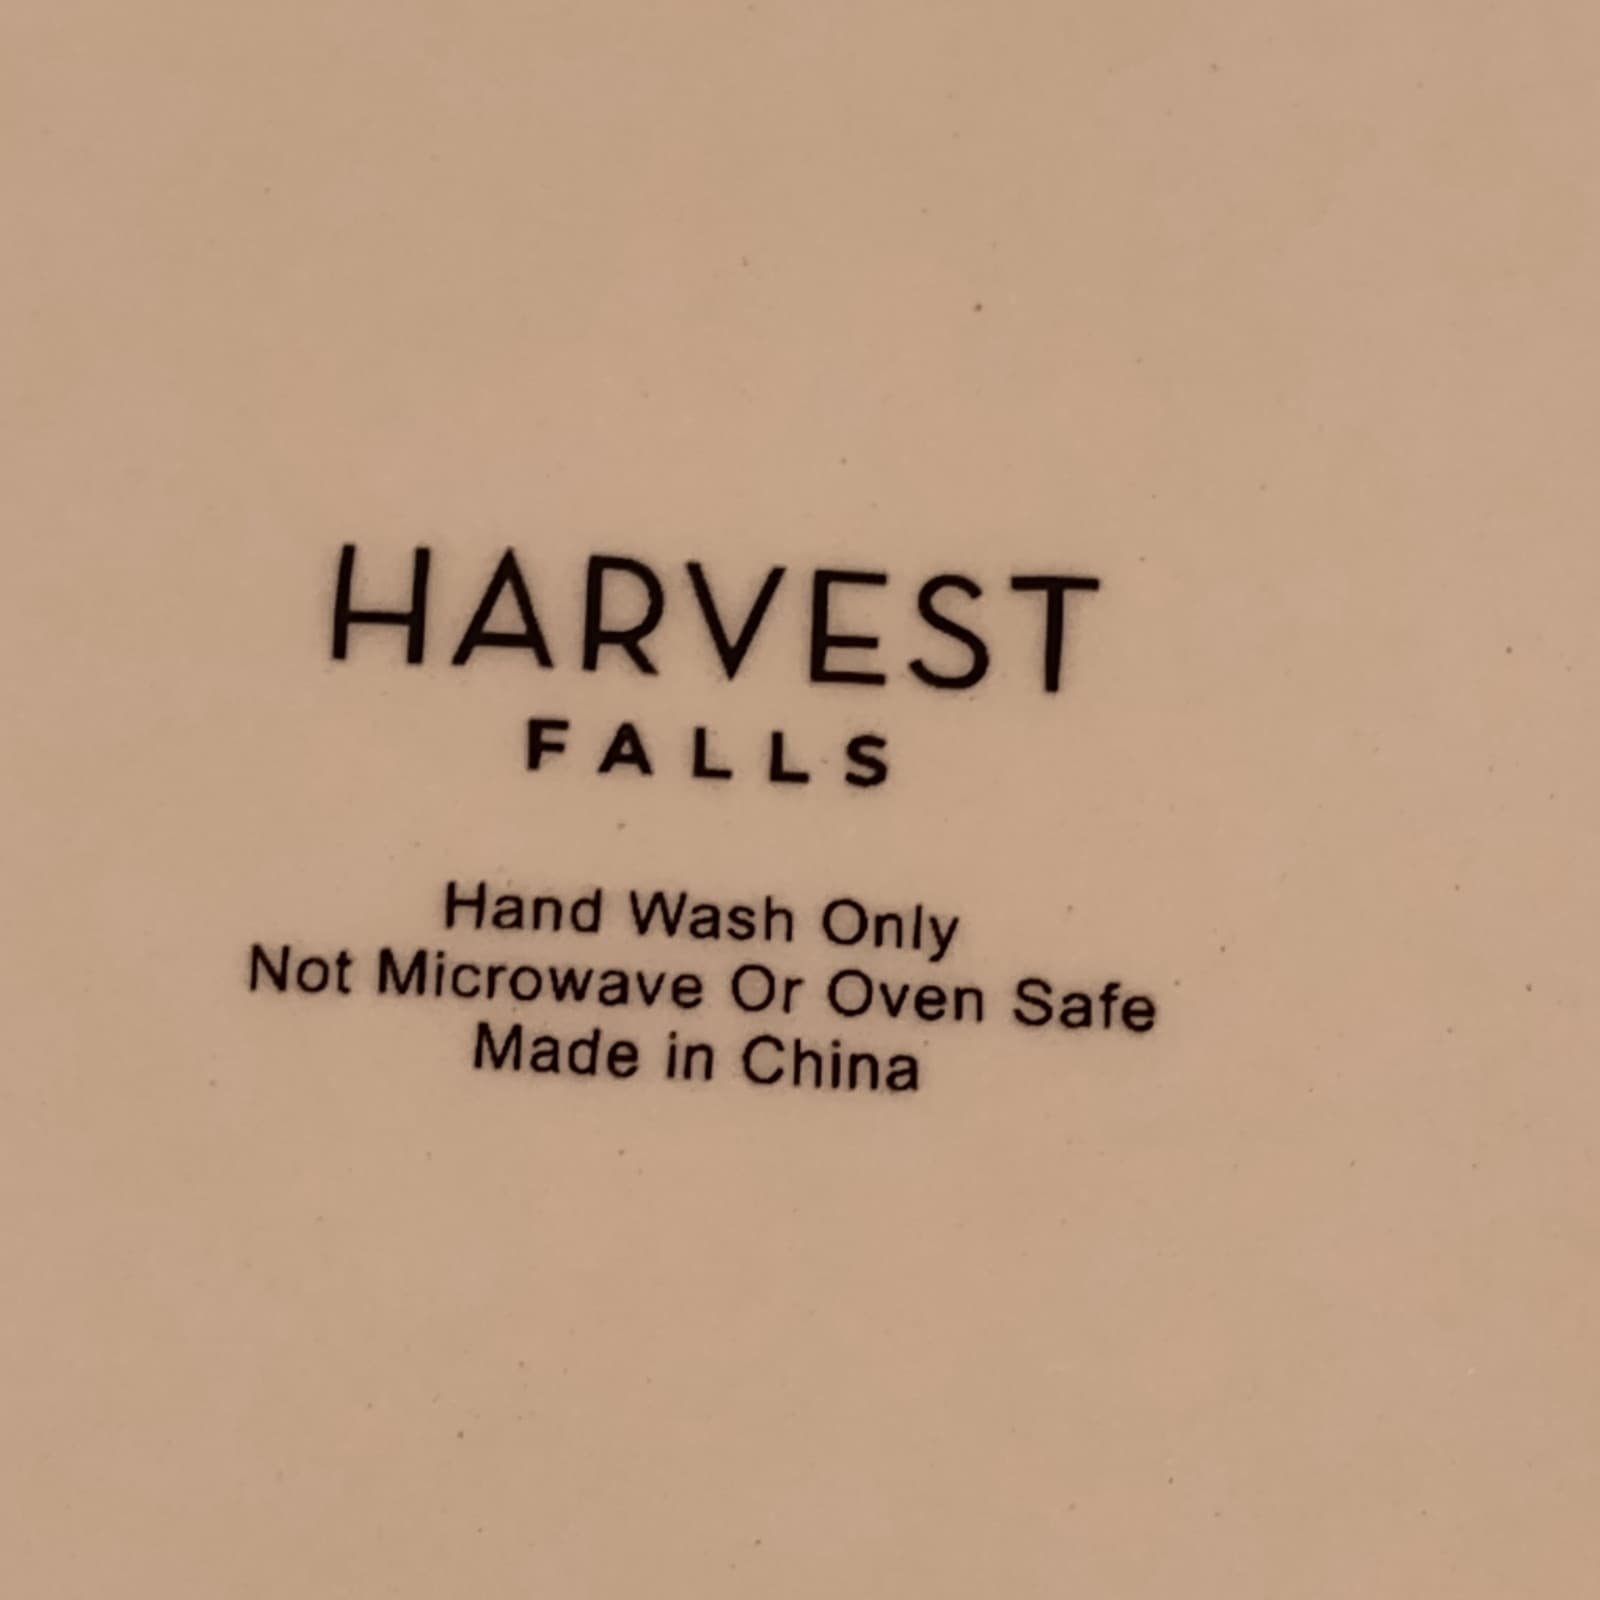 HARVEST
FALLS
Hand Wash Only
Not Microwave Or Oven Safe
Made in China